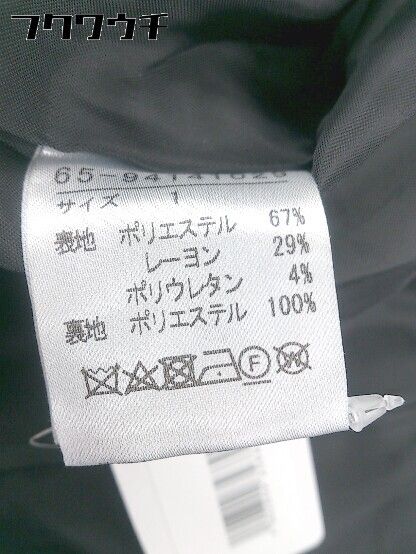 フクワウチ
サイズ 1
表地 ポリエステル 67%
レーヨン 29%
ポリウレタン 4%
裏地 ポリエステル 100%
F W